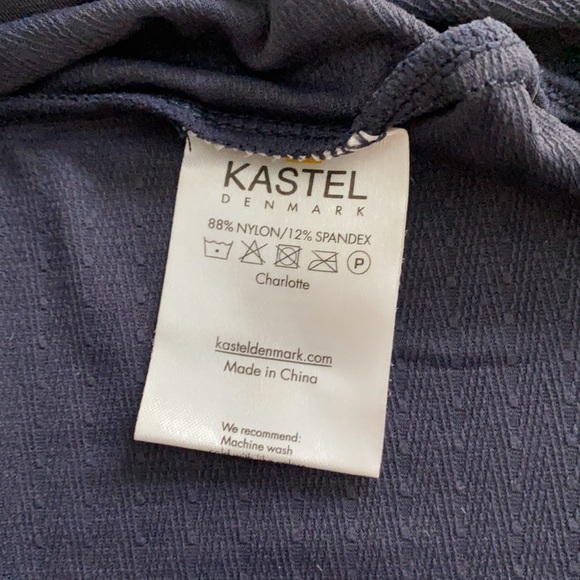 KASTEL
DENMARK
88% NYLON/12% SPANDEX
P
Charlotte
kasteldenmark.com
Made in China
We recommend:
Machine wash